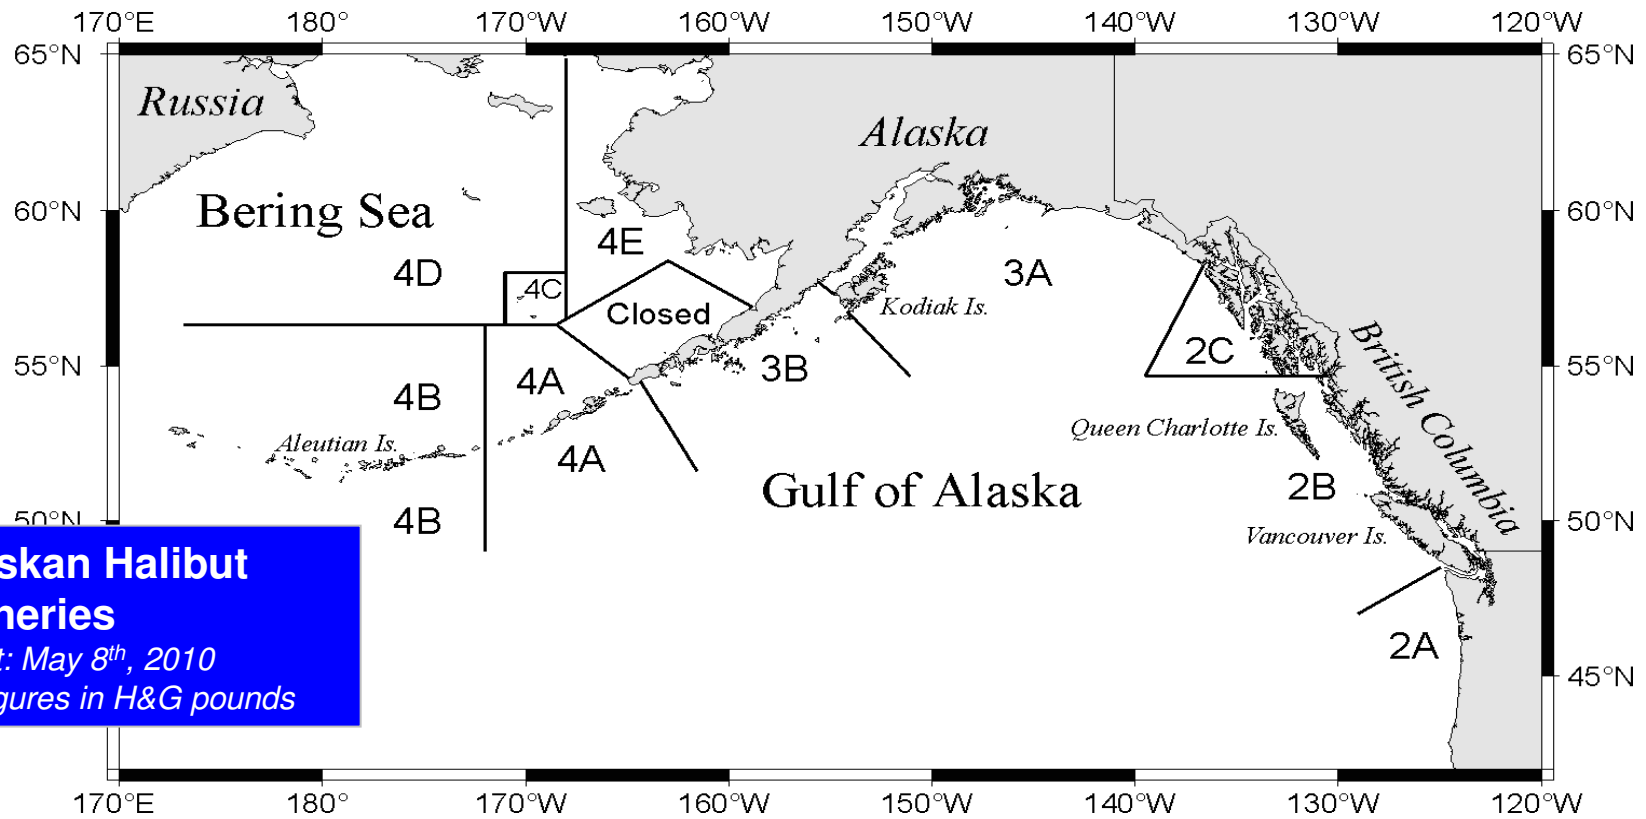 170°E 180° 170°W 160°W 150°W 140°W 130°W 120°W
65°N 65°N
Russia
Alaska
Bering Sea
60°N 60°N
4E
4D
4C
3A
Closed
Kodiak Is.
2C
55°N 55°N
3B
4A
4B
British Columbia
Queen Charlotte Is.
Aleutian Is.
4A
Gulf of Alaska
2B
50°N 50°N
4B
Vancouver Is.
skan Halibut
neries
t: May 8th, 2010
gures in H&G pounds
2A
45°N
170°E 180° 170°W 160°W 150°W 140°W 130°W 120°W